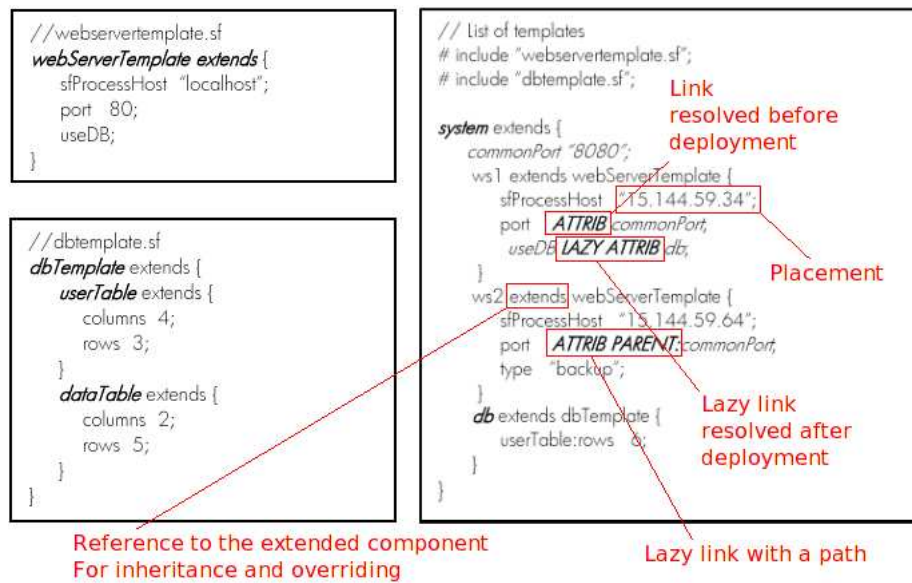 //webservertemplate.sf
webServerTemplate extends {
sfProcessHost "localhost";
port 80;
useDB;
}
//dbtemplate.sf
dbTemplate extends {
userTable extends {
columns 4;
rows 3;
}
dataTable extends {
columns 2;
rows 5;
}
}
// List of templates
# include "webservertemplate.sf";
# include "dbtemplate.sf";
system extends {
commonPort "8080";
ws1 extends webServerTemplate {
sfProcessHost "15.144.59.34";
port ATTRIB commonPort;
useDB LAZY ATTRIB db;
}
ws2 extends webServerTemplate {
sfProcessHost "15.144.59.64";
port ATTRIB PARENT:commonPort;
type "backup";
}
db extends dbTemplate {
userTable:rows 6;
}
}
Link
resolved before
deployment
Placement
Lazy link
resolved after
deployment
Lazy link with a path
Reference to the extended component
For inheritance and overriding